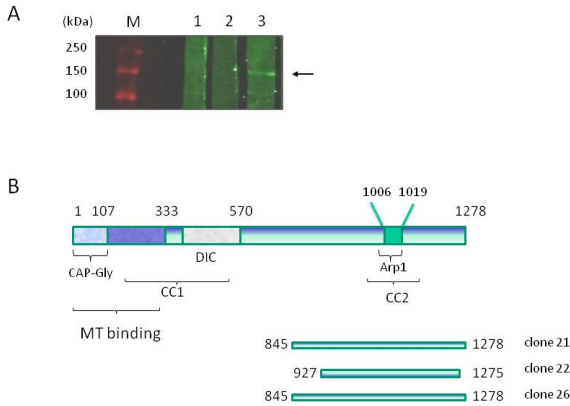 A
(kDa) M 1 2 3
250
150
100
B
1006 1019
1 107 333 570 1278
DIC
CAP-Gly
Arp1
CC1
CC2
MT binding
845 1278 clone 21
927 1275 clone 22
845 1278 clone 26